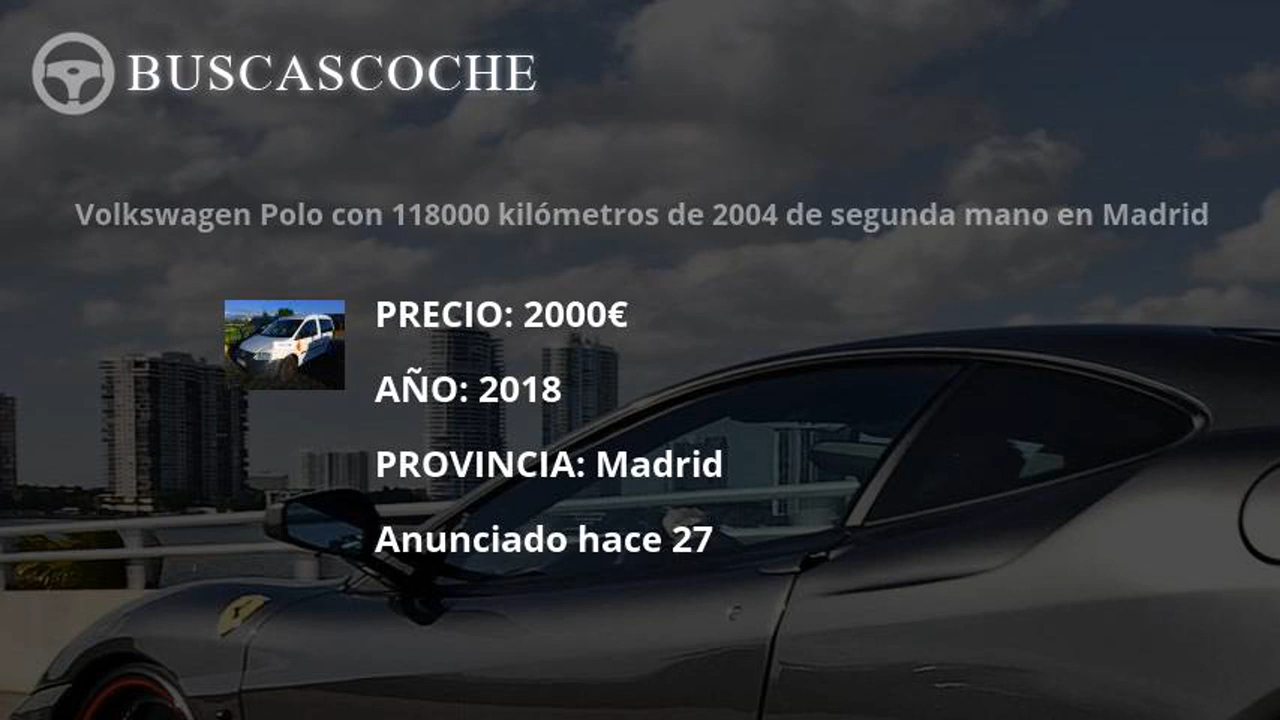 BUSCASCOCHE
Volkswagen Polo con 118000 kilómetros de 2004 de segunda mano en Madrid
PRECIO: 2000€
AÑO: 2018
PROVINCIA: Madrid
Anunciado hace 27